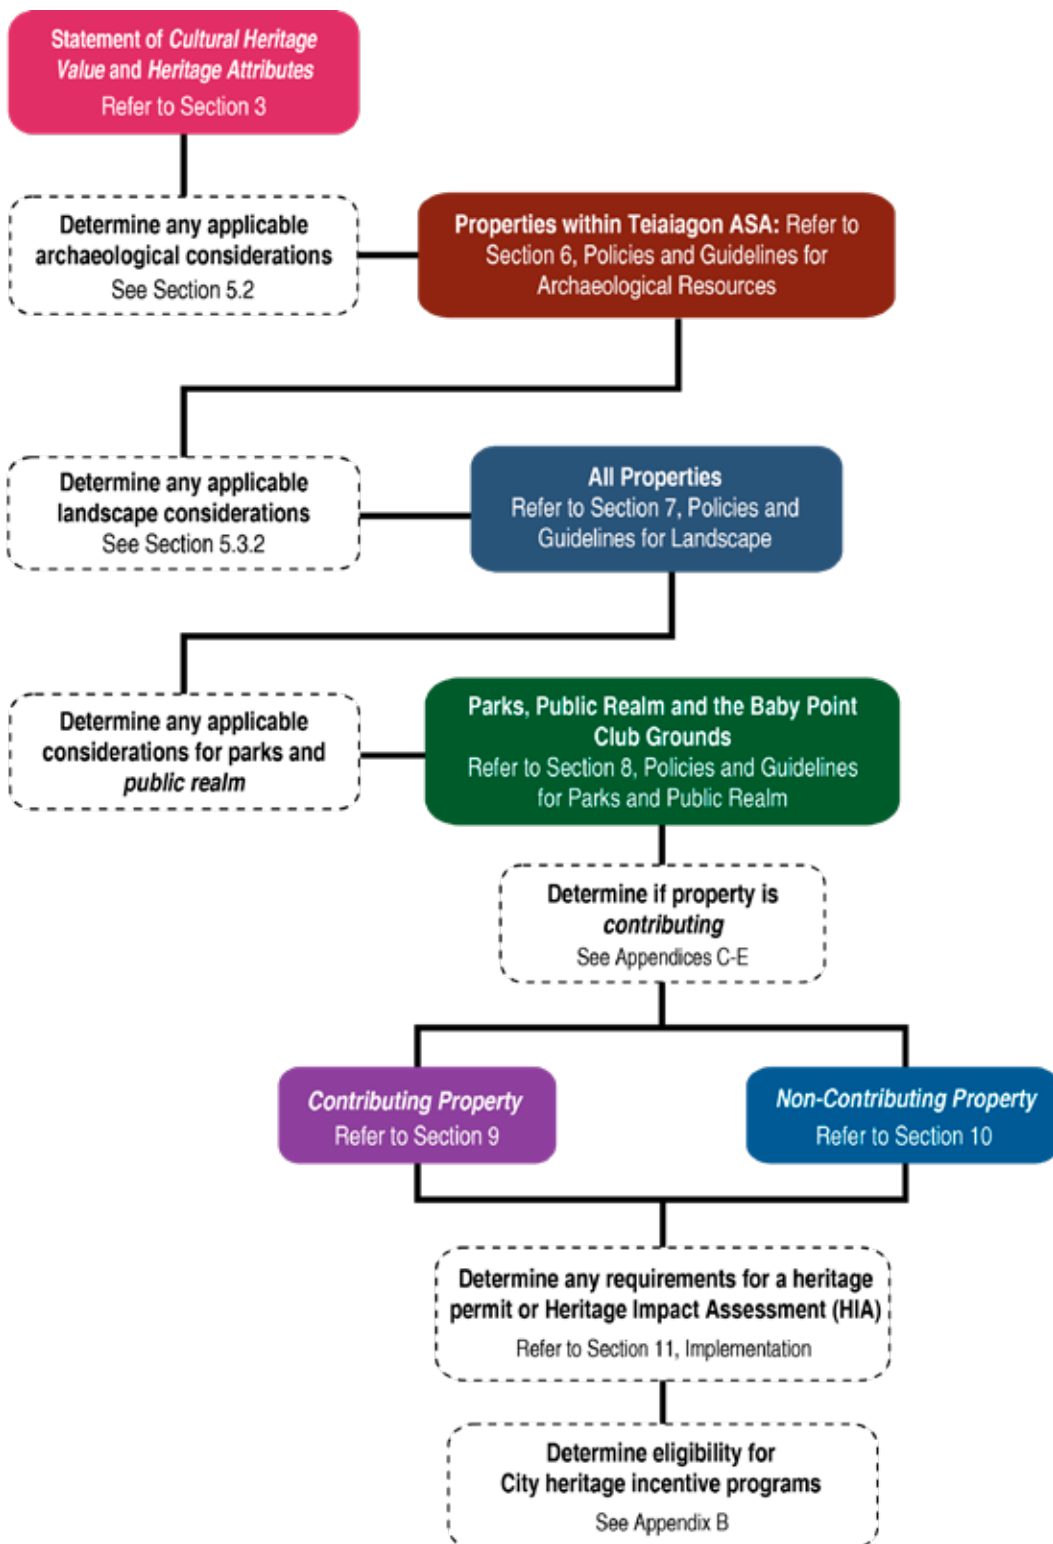 Statement of Cultural Heritage
Value and Heritage Attributes
Refer to Section 3
Determine any applicable
archaeological considerations
See Section 5.2
Properties within Teiaiagon ASA: Refer to
Section 6, Policies and Guidelines for
Archaeological Resources
Determine any applicable
landscape considerations
See Section 5.3.2
All Properties
Refer to Section 7, Policies and
Guidelines for Landscape
Determine any applicable
considerations for parks and
public realm
Parks, Public Realm and the Baby Point
Club Grounds
Refer to Section 8, Policies and Guidelines
for Parks and Public Realm
Determine if property is
contributing
See Appendices C-E
Contributing Property
Refer to Section 9
Non-Contributing Property
Refer to Section 10
Determine any requirements for a heritage
permit or Heritage Impact Assessment (HIA)
Refer to Section 11, Implementation
Determine eligibility for
City heritage incentive programs
See Appendix B